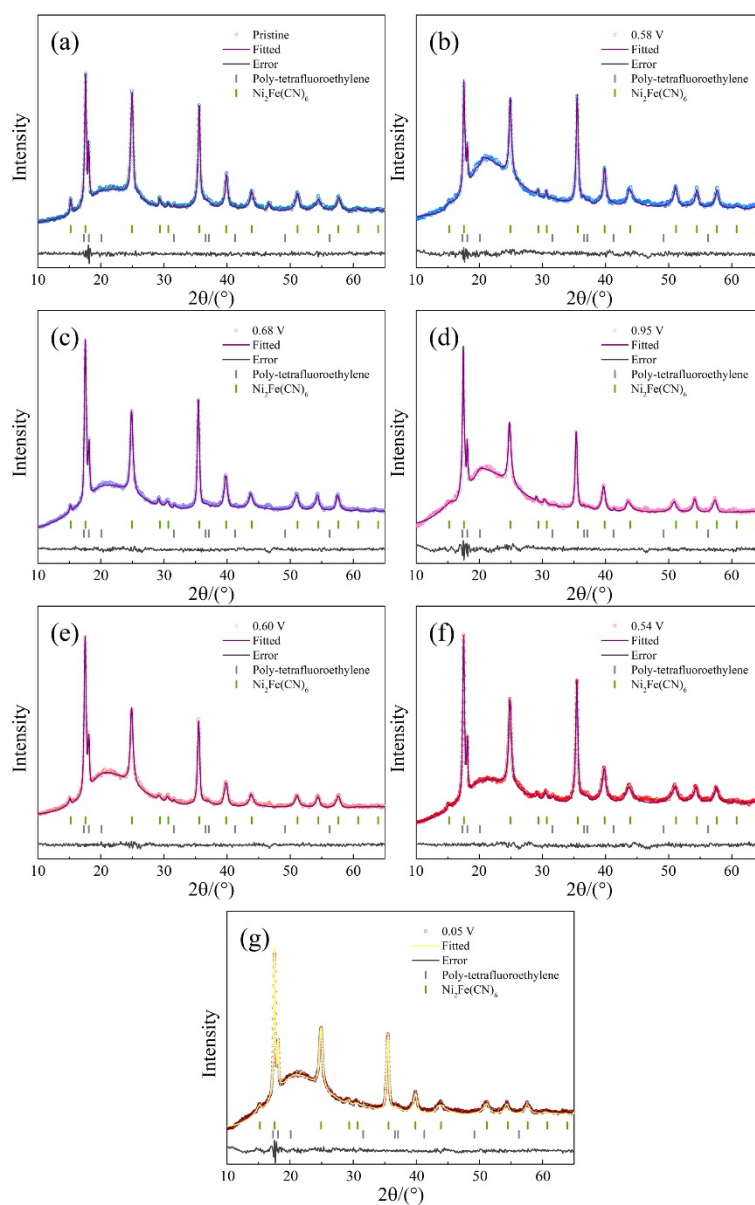 (a)
Pristine
Fitted
Error
Poly-tetrafluoroethylene
Ni₂Fe(CN)₆
Intensity
10 20 30 40 50 60
2θ/(°)
(b)
0.58 V
Fitted
Error
Poly-tetrafluoroethylene
Ni₂Fe(CN)₆
Intensity
10 20 30 40 50 60
2θ/(°)
(c)
0.68 V
Fitted
Error
Poly-tetrafluoroethylene
Ni₂Fe(CN)₆
Intensity
10 20 30 40 50 60
2θ/(°)
(d)
0.95 V
Fitted
Error
Poly-tetrafluoroethylene
Ni₂Fe(CN)₆
Intensity
10 20 30 40 50 60
2θ/(°)
(e)
0.60 V
Fitted
Error
Poly-tetrafluoroethylene
Ni₂Fe(CN)₆
Intensity
10 20 30 40 50 60
2θ/(°)
(f)
0.54 V
Fitted
Error
Poly-tetrafluoroethylene
Ni₂Fe(CN)₆
Intensity
10 20 30 40 50 60
2θ/(°)
(g)
0.05 V
Fitted
Error
Poly-tetrafluoroethylene
Ni₂Fe(CN)₆
Intensity
10 20 30 40 50 60
2θ/(°)